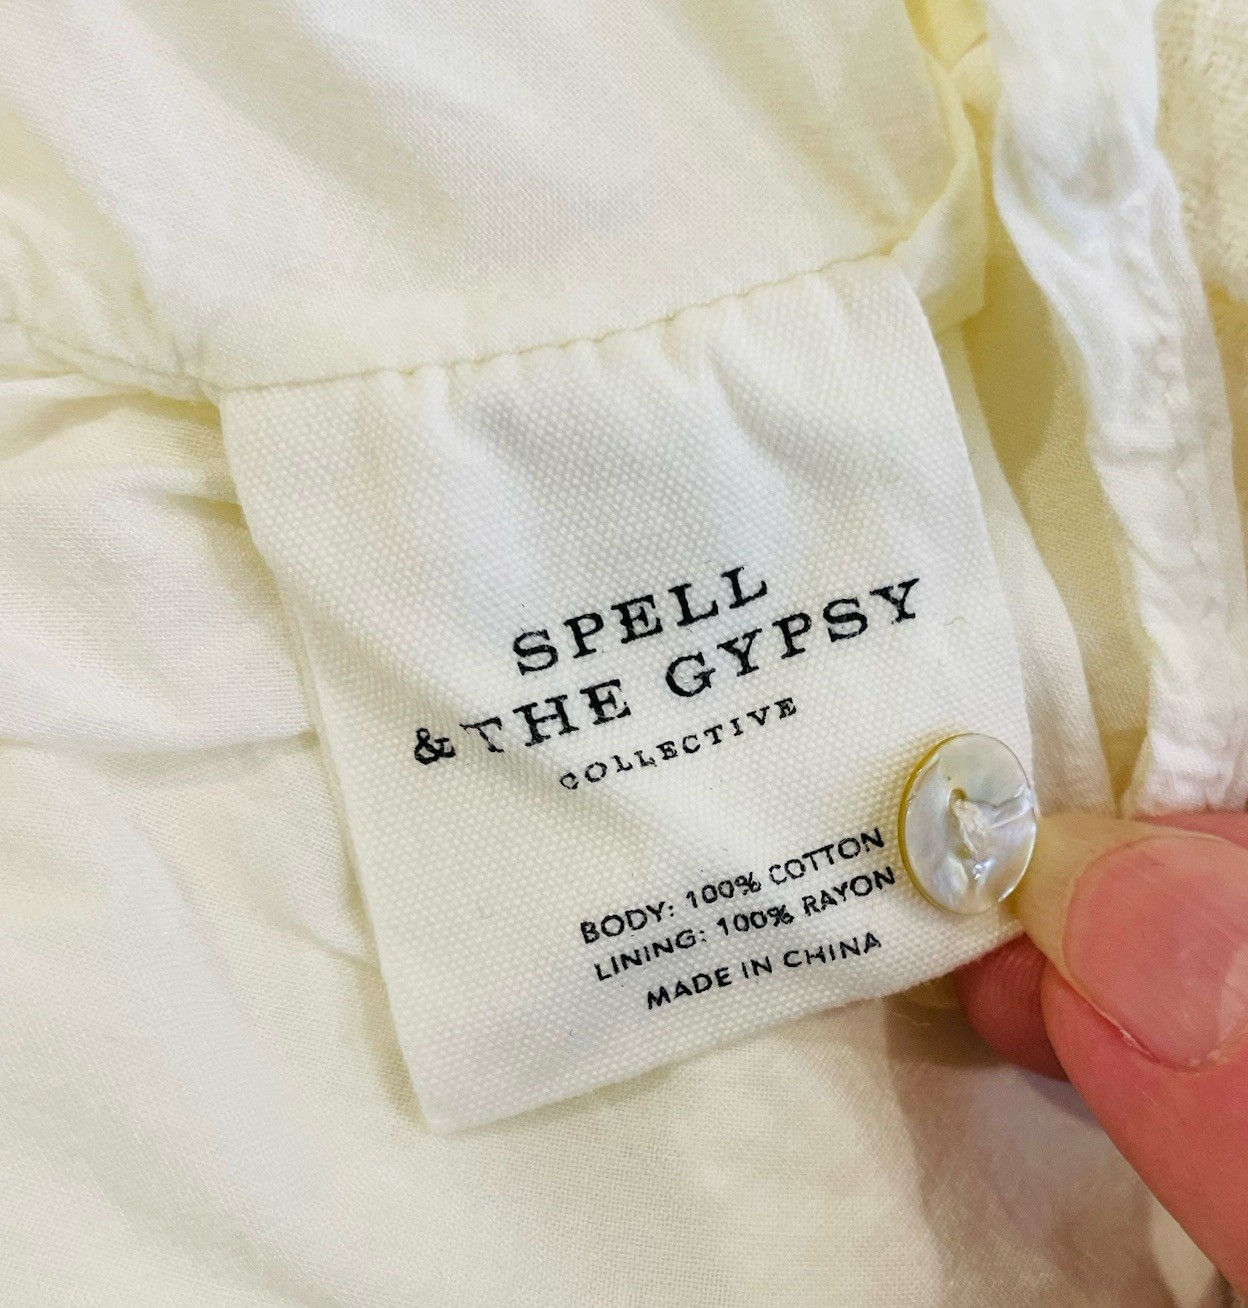 SPELL
& THE GYPSY
COLLECTIVE
BODY: 100% COTTON
LINING: 100% RAYON
MADE IN CHINA